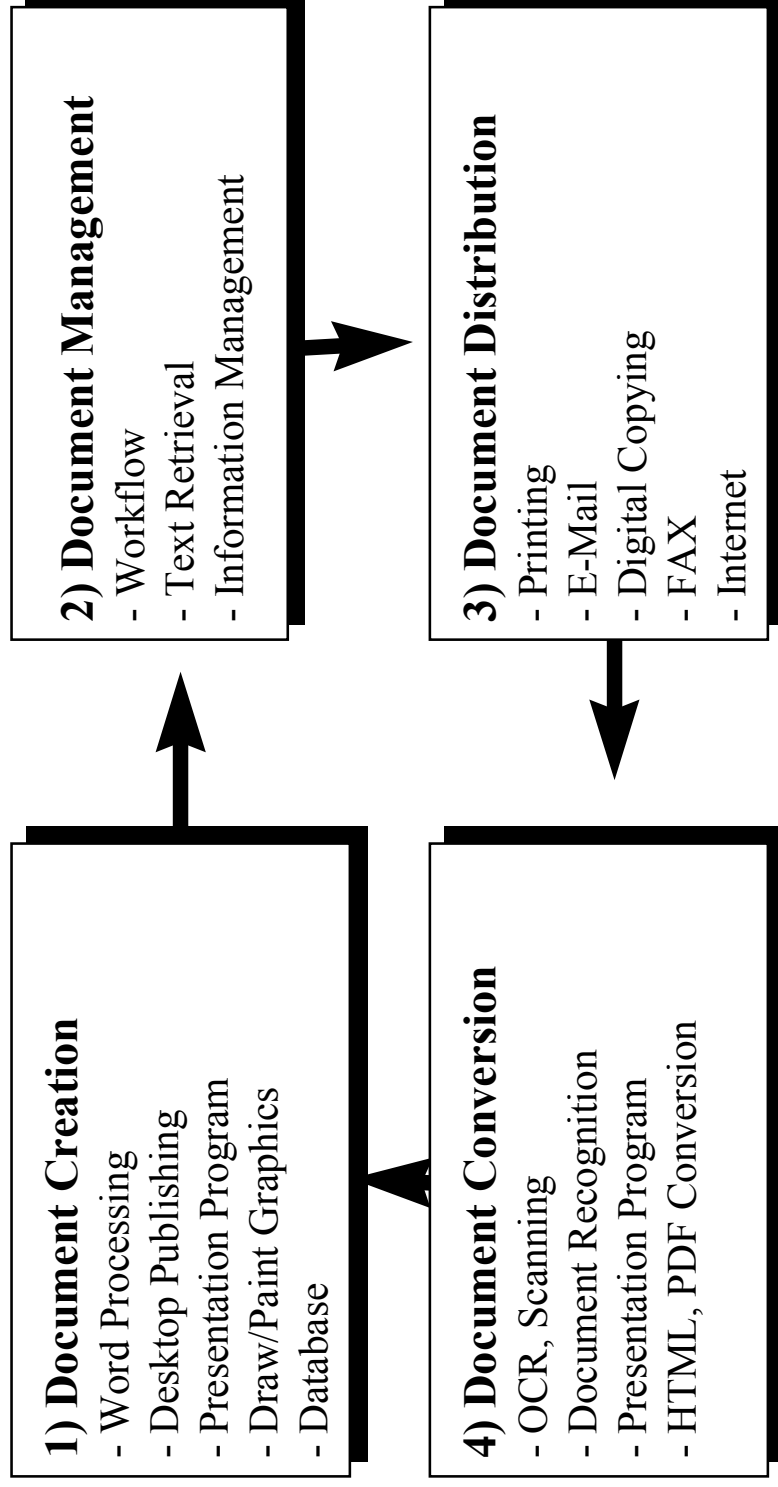 1) Document Creation
- Word Processing
- Desktop Publishing
- Presentation Program
- Draw/Paint Graphics
- Database
2) Document Management
- Workflow
- Text Retrieval
- Information Management
3) Document Distribution
- Printing
- E-Mail
- Digital Copying
- FAX
- Internet
4) Document Conversion
- OCR, Scanning
- Document Recognition
- Presentation Program
- HTML, PDF Conversion